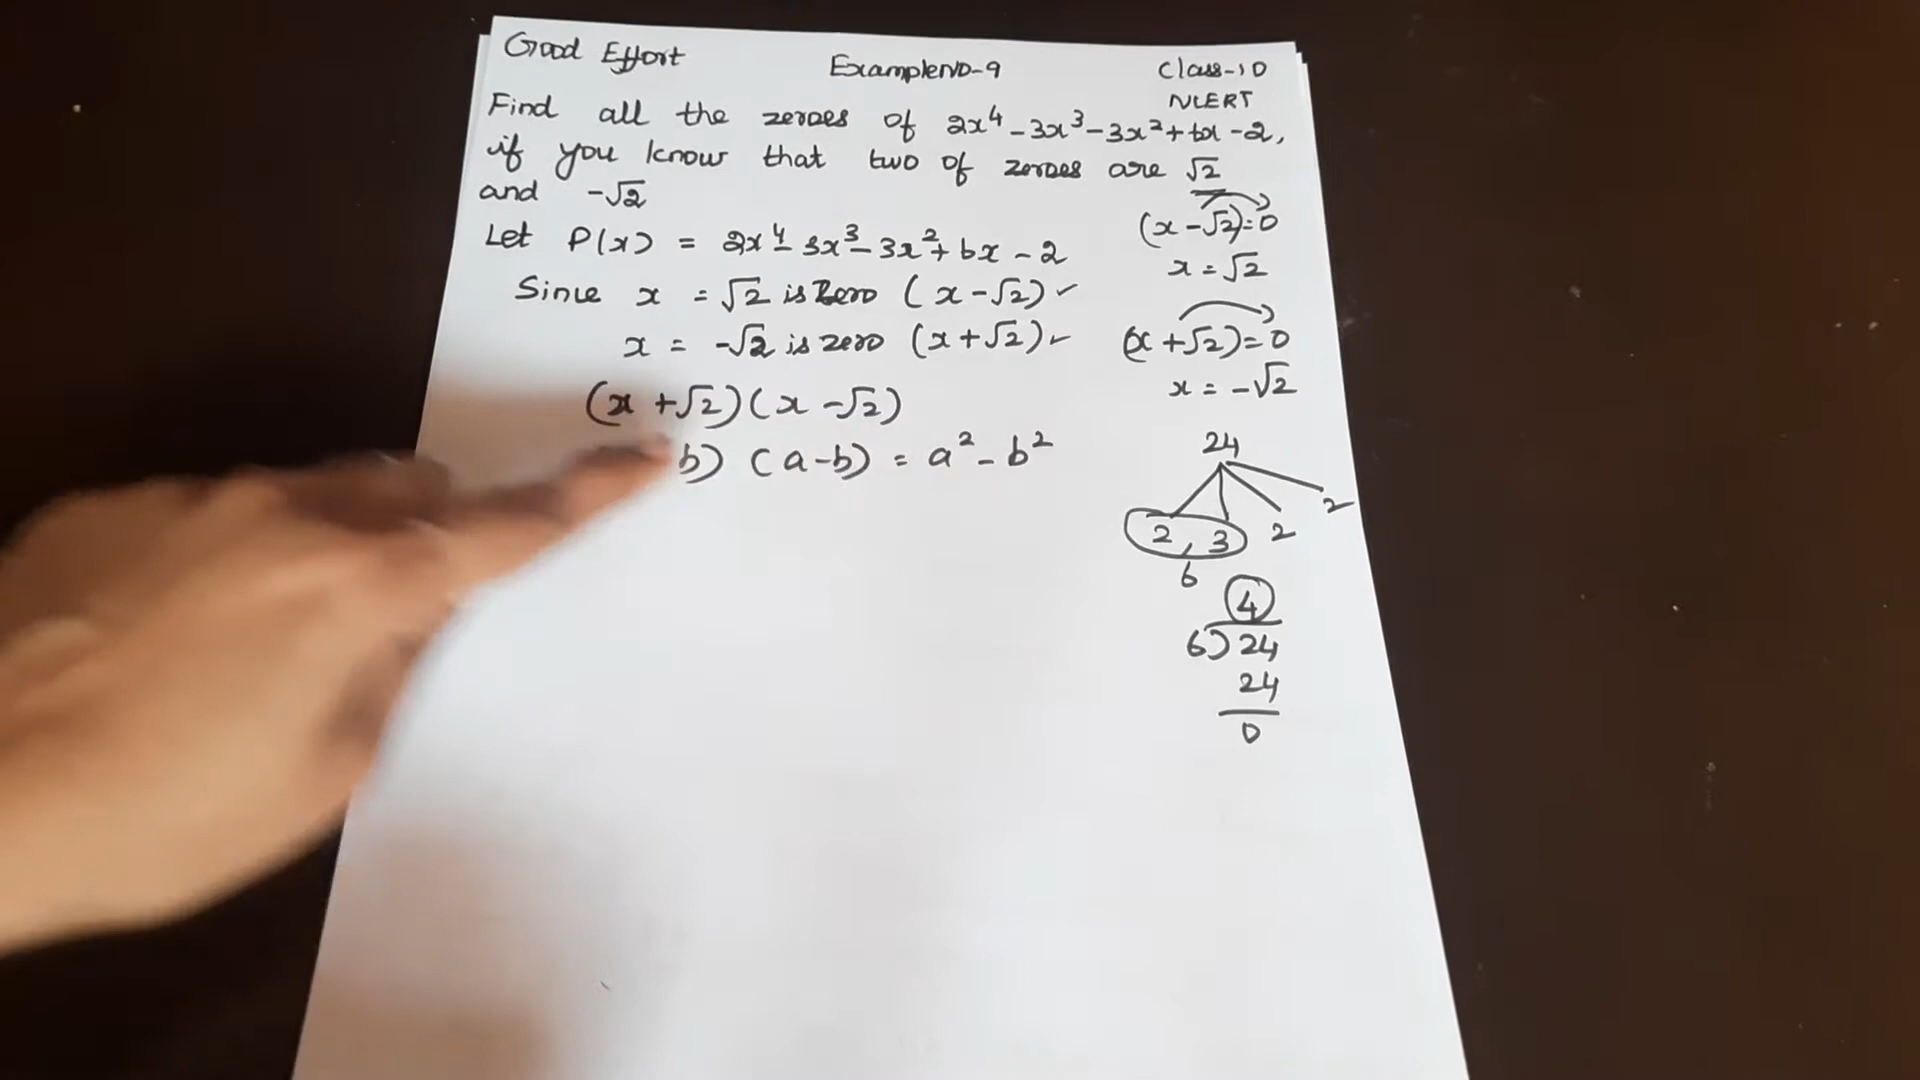 Good Effort
ExampleNO-9
Class-10
NCERT
Find all the zeroes of 2x⁴-3x³-3x²+6x-2,
if you know that two of zeroes are √2
and -√2
Let P(x) = 2x⁴-3x³-3x²+6x-2
Since x = √2 is zero (x-√2) ✓
x = -√2 is zero (x+√2) ✓
(x+√2)(x-√2)
b) (a-b) = a²-b²
(x-√2)=0
x=√2
(x+√2)=0
x=-√2
24
2, 3 2 2
6
4
6)24
24
0